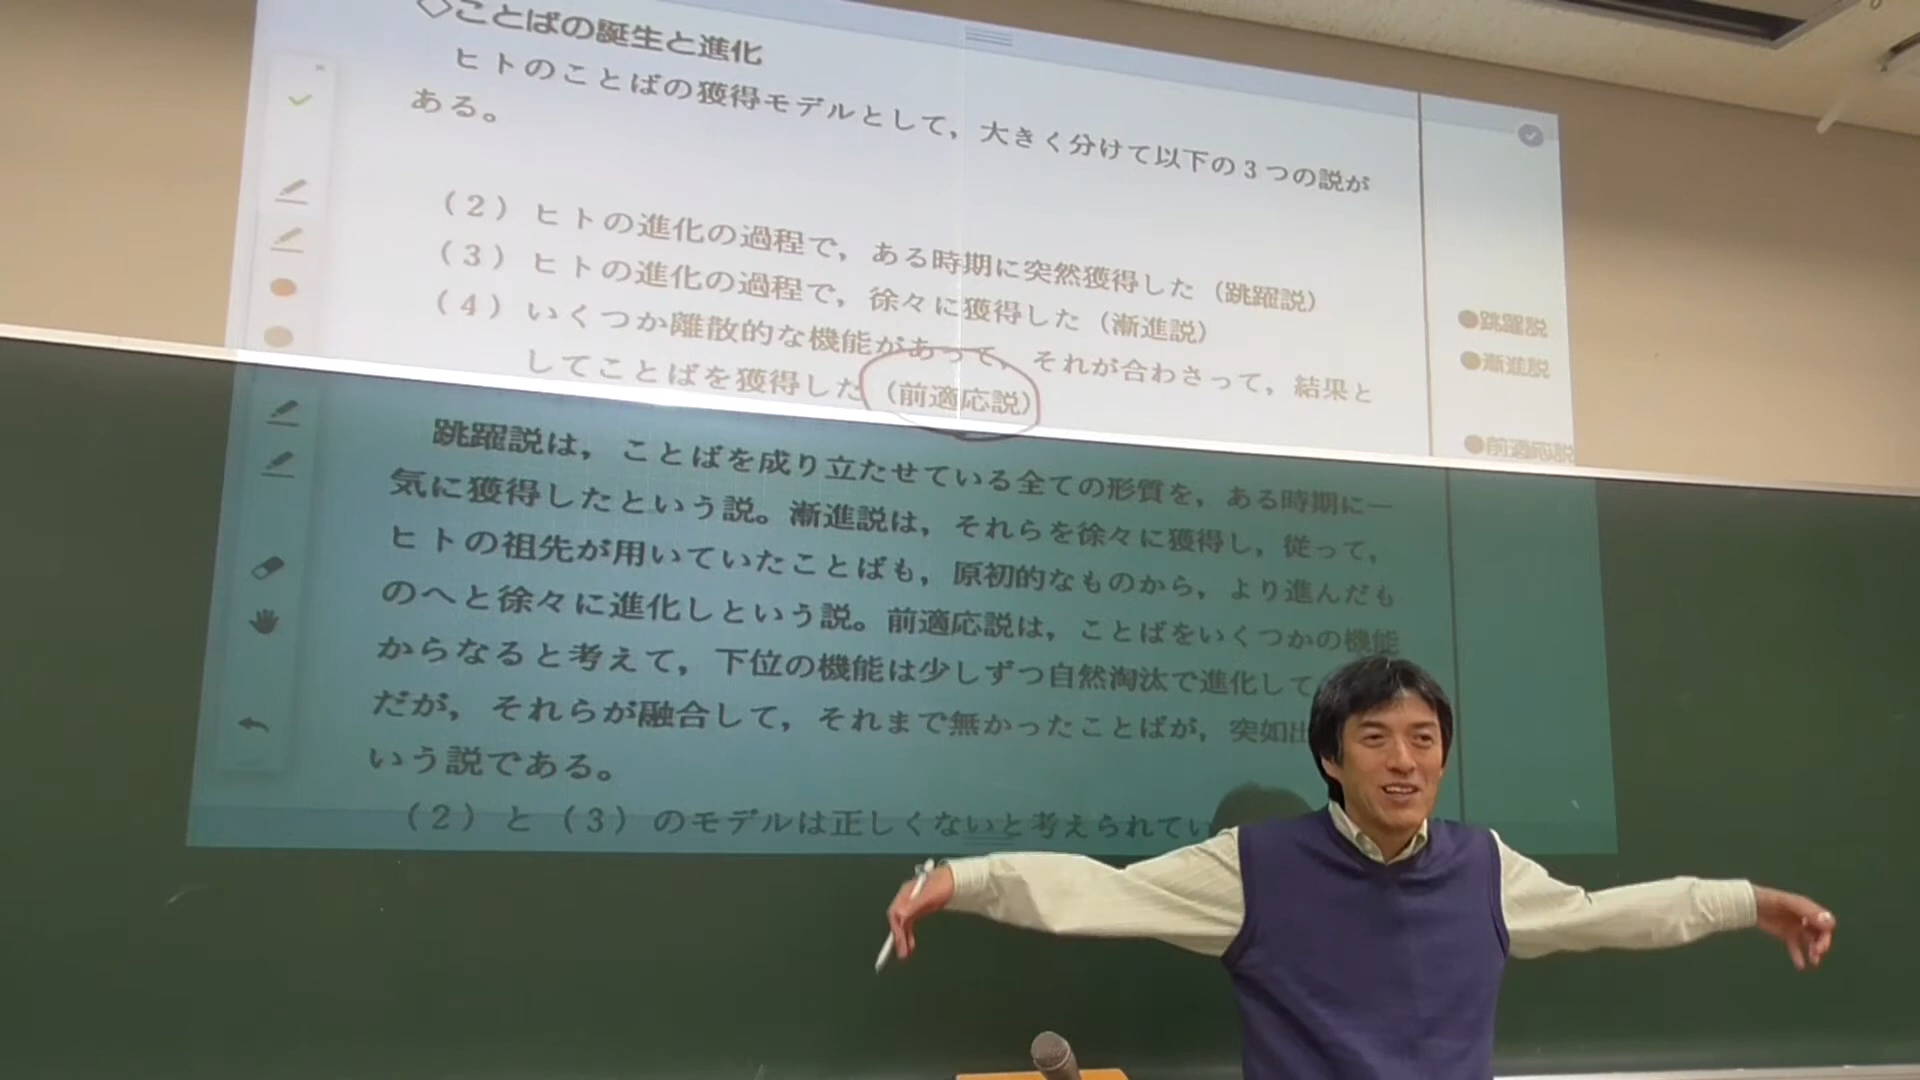 ◇ことばの誕生と進化
ヒトのことばの獲得モデルとして，大きく分けて以下の３つの説が
ある。
（２）ヒトの進化の過程で，ある時期に突然獲得した（跳躍説）
（３）ヒトの進化の過程で，徐々に獲得した（漸進説）
（４）いくつか離散的な機能があって，それが合わさって，結果と
してことばを獲得した（前適応説）
●跳躍説
●漸進説
●前適応説
跳躍説は，ことばを成り立たせている全ての形質を，ある時期に一
気に獲得したという説。漸進説は，それらを徐々に獲得し，従って，
ヒトの祖先が用いていたことばも，原初的なものから，より進んだも
のへと徐々に進化しという説。前適応説は，ことばをいくつかの機能
からなると考えて，下位の機能は少しずつ自然淘汰で進化して
だが，それらが融合して，それまで無かったことばが，突如出
いう説である。
（２）と（３）のモデルは正しくないと考えられてい